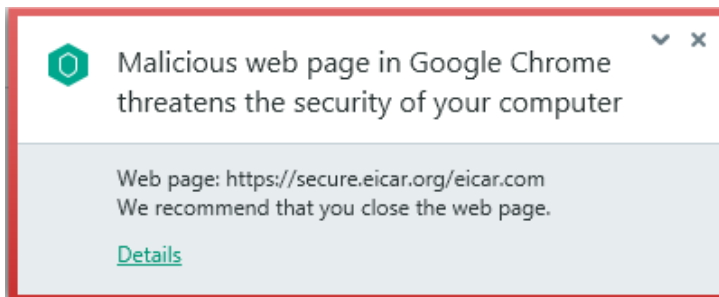 Malicious web page in Google Chrome
threatens the security of your computer
Web page: https://secure.eicar.org/eicar.com
We recommend that you close the web page.
Details